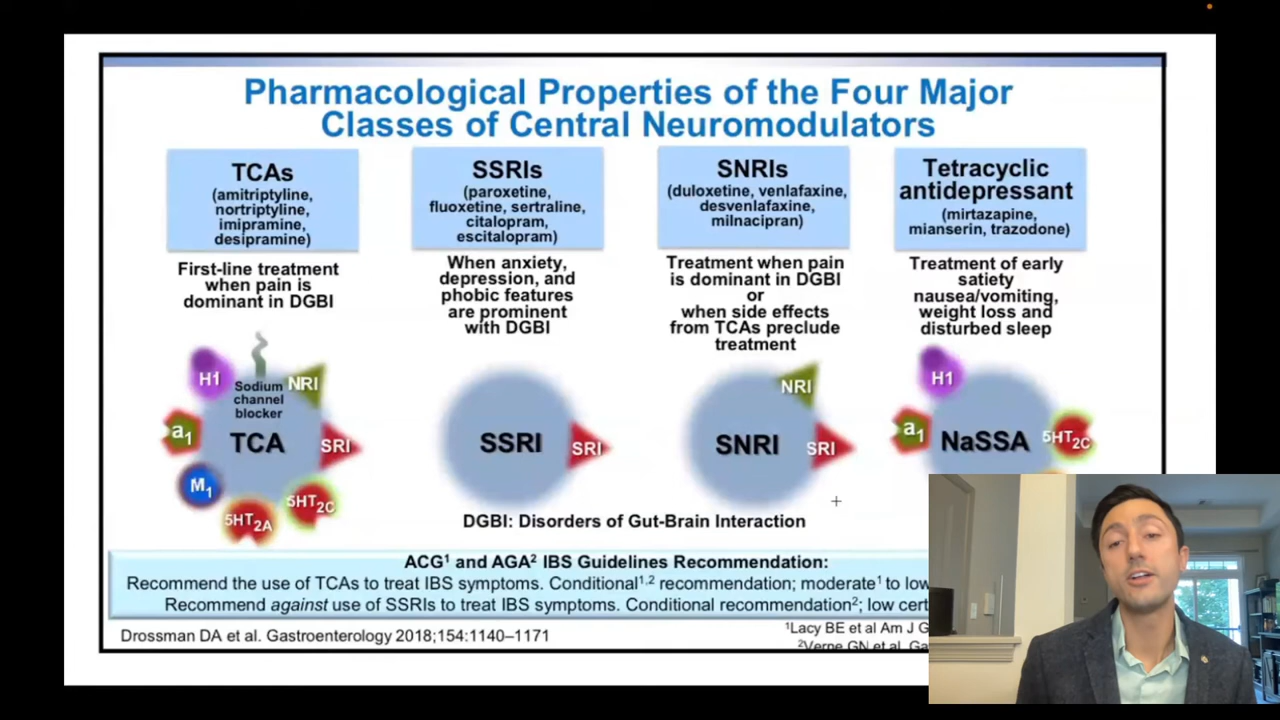 Pharmacological Properties of the Four Major
Classes of Central Neuromodulators
TCAs
(amitriptyline,
nortriptyline,
imipramine,
desipramine)
First-line treatment
when pain is
dominant in DGBI
SSRIs
(paroxetine,
fluoxetine, sertraline,
citalopram,
escitalopram)
When anxiety,
depression, and
phobic features
are prominent
with DGBI
SNRIs
(duloxetine, venlafaxine,
desvenlafaxine,
milnacipran)
Treatment when pain
is dominant in DGBI
or
when side effects
from TCAs preclude
treatment
Tetracyclic
antidepressant
(mirtazapine,
mianserin, trazodone)
Treatment of early
satiety
nausea/vomiting,
weight loss and
disturbed sleep
H1
Sodium
channel
blocker
NRI
a1
TCA
SRI
M1
5HT2A
5HT2C
SSRI
SRI
NRI
SNRI
SRI
H1
a1
NaSSA
5HT2C
DGBI: Disorders of Gut-Brain Interaction
ACG¹ and AGA² IBS Guidelines Recommendation:
Recommend the use of TCAs to treat IBS symptoms. Conditional¹,² recommendation; moderate¹ to low
Recommend against use of SSRIs to treat IBS symptoms. Conditional recommendation²; low cert
Drossman DA et al. Gastroenterology 2018;154:1140–1171
¹Lacy BE et al Am J G
²Verne GN et al. Ga